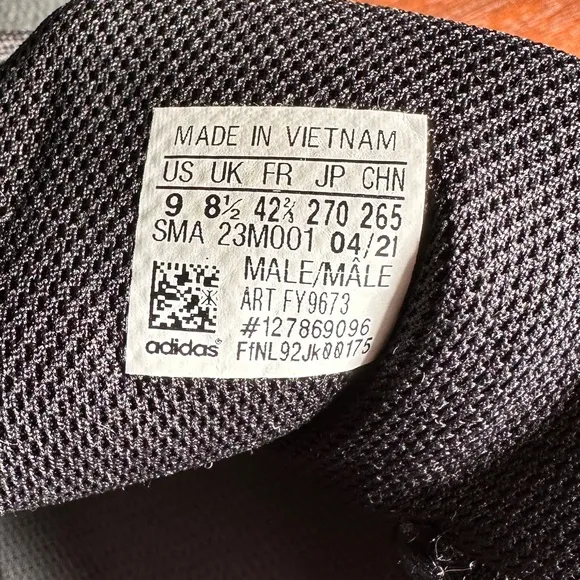 MADE IN VIETNAM
US UK FR JP CHN
9 8½ 42⅔ 270 265
SMA 23M001 04/21
MALE/MÂLE
ART FY9673
#127869096
adidas® FfNL92Jk00175